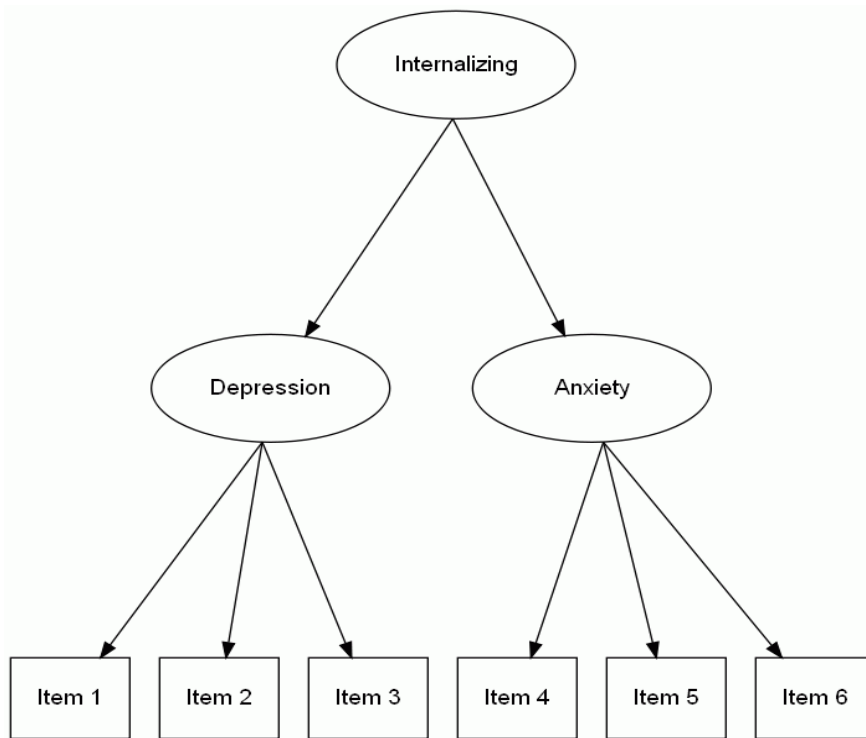 Internalizing
Depression
Anxiety
Item 1
Item 2
Item 3
Item 4
Item 5
Item 6